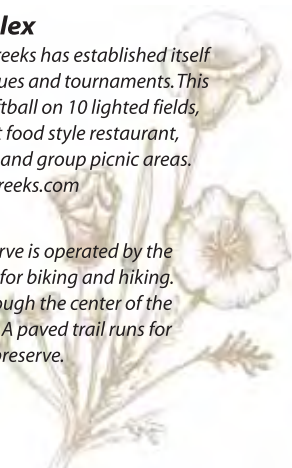 lex
reeks has established itself
ues and tournaments. This
ftball on 10 lighted fields,
t food style restaurant,
and group picnic areas.
reeks.com
rve is operated by the
for biking and hiking.
ough the center of the
A paved trail runs for
preserve.